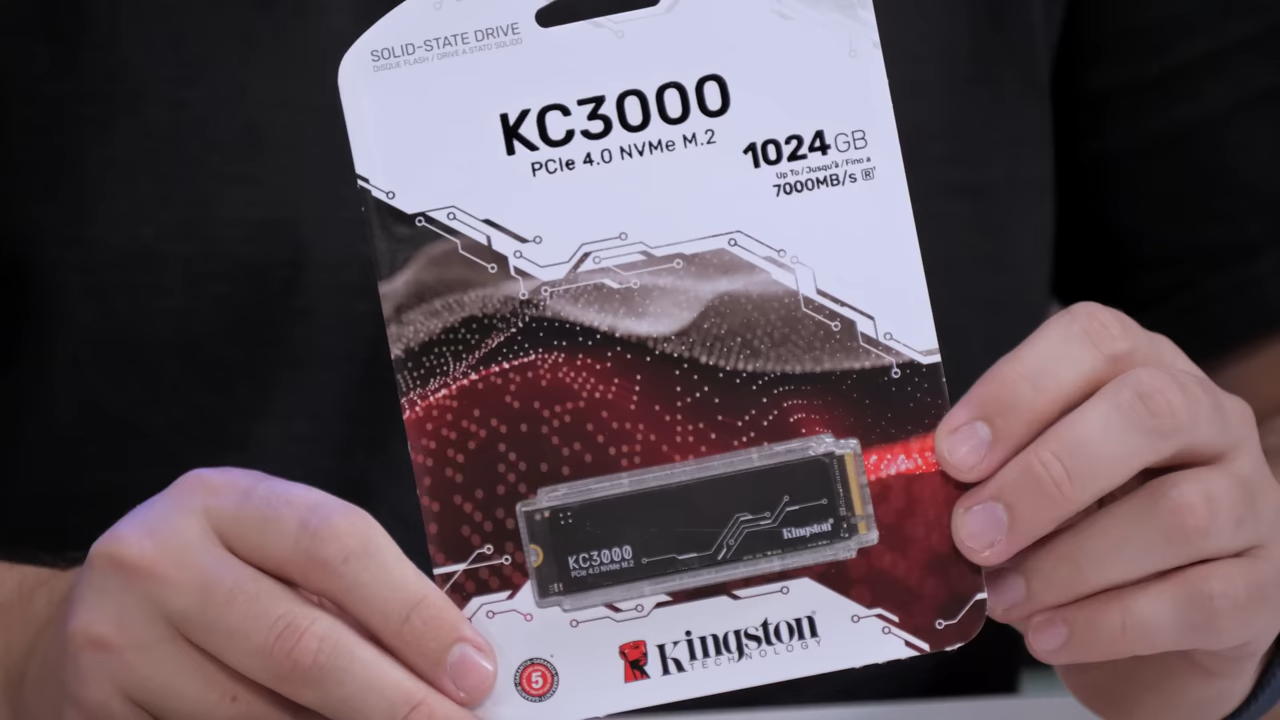 SOLID-STATE DRIVE
DISQUE FLASH / DRIVE A STATO SOLIDO
KC3000
PCIe 4.0 NVMe M.2
1024GB
Up To / Jusqu'à / Fino a
7000MB/s R
KC3000
PCIe 4.0 NVMe M.2
Kingston
5
Kingston
TECHNOLOGY